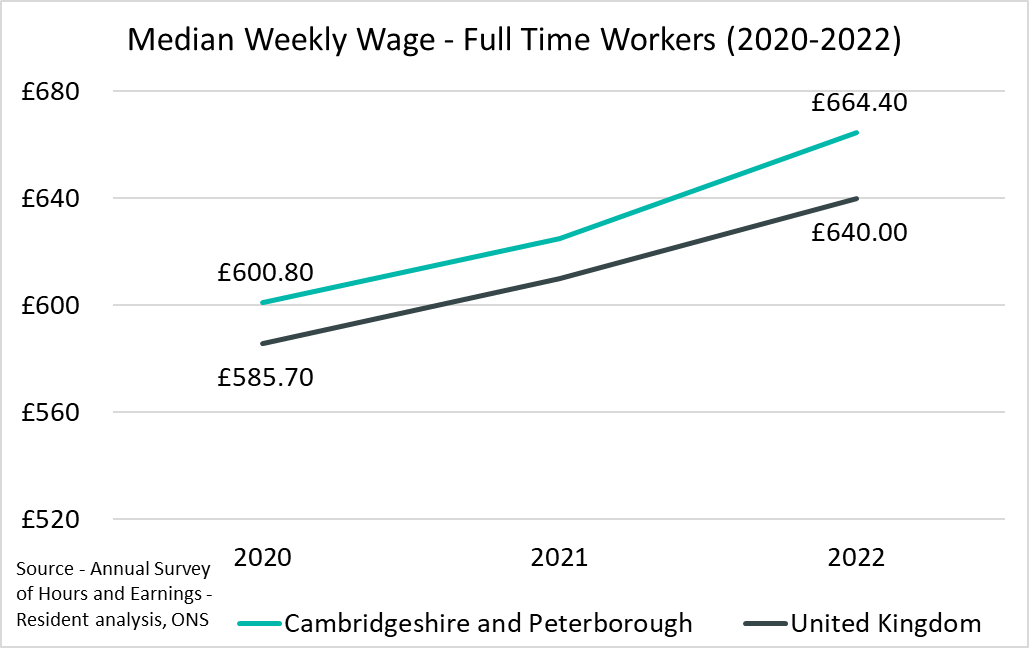 Median Weekly Wage - Full Time Workers (2020-2022)
£680
£664.40
£640
£640.00
£600.80
£600
£585.70
£560
£520
2020 2021 2022
Source - Annual Survey
of Hours and Earnings -
Resident analysis, ONS
Cambridgeshire and Peterborough United Kingdom